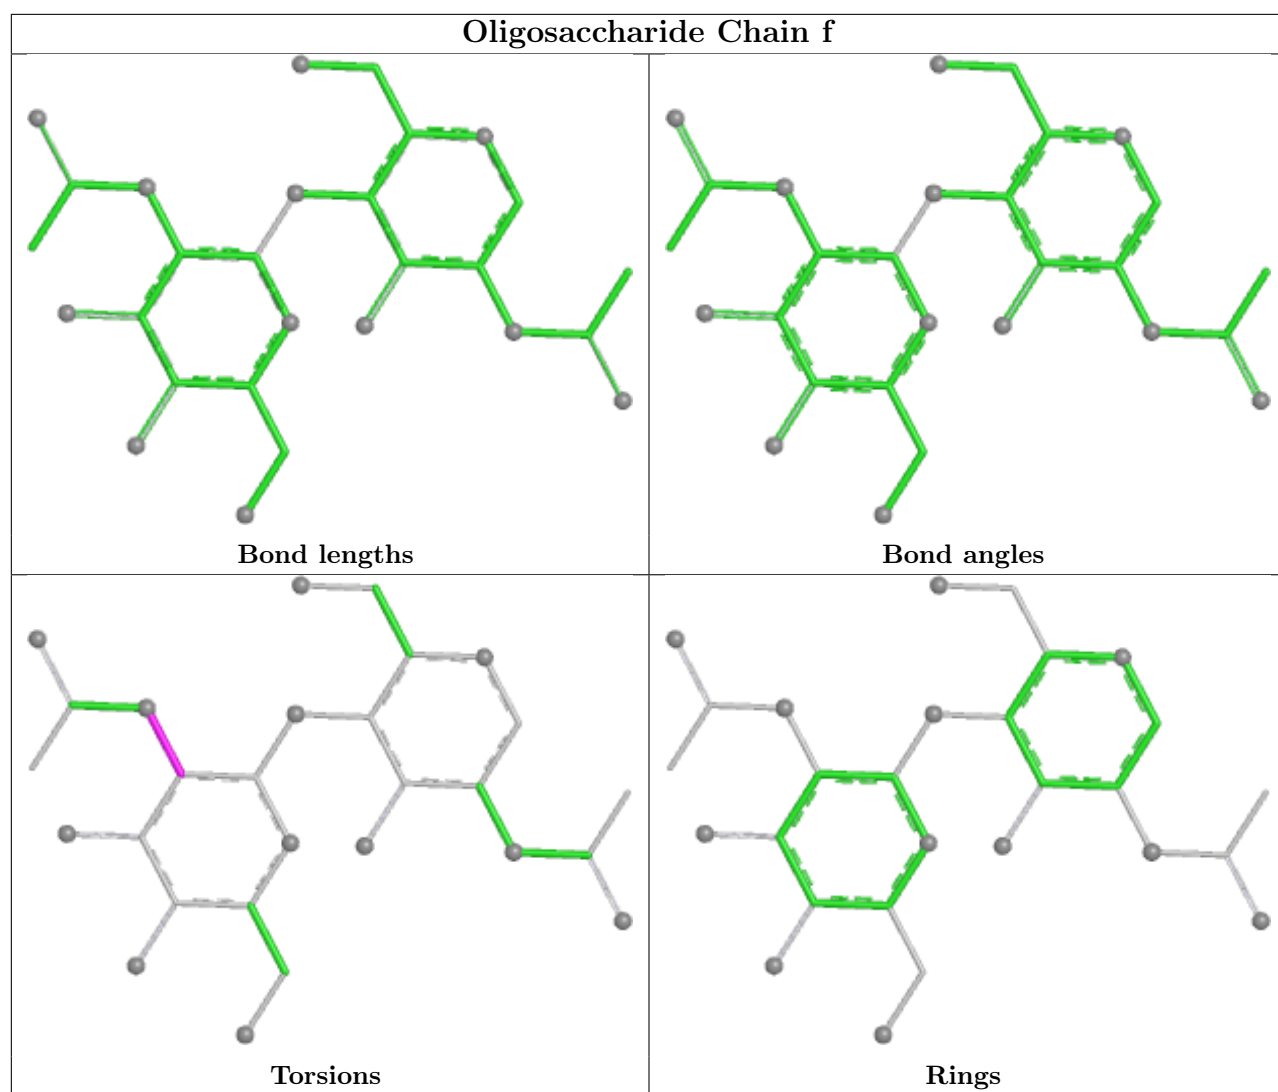 Oligosaccharide Chain f
Bond lengths
Bond angles
Torsions
Rings